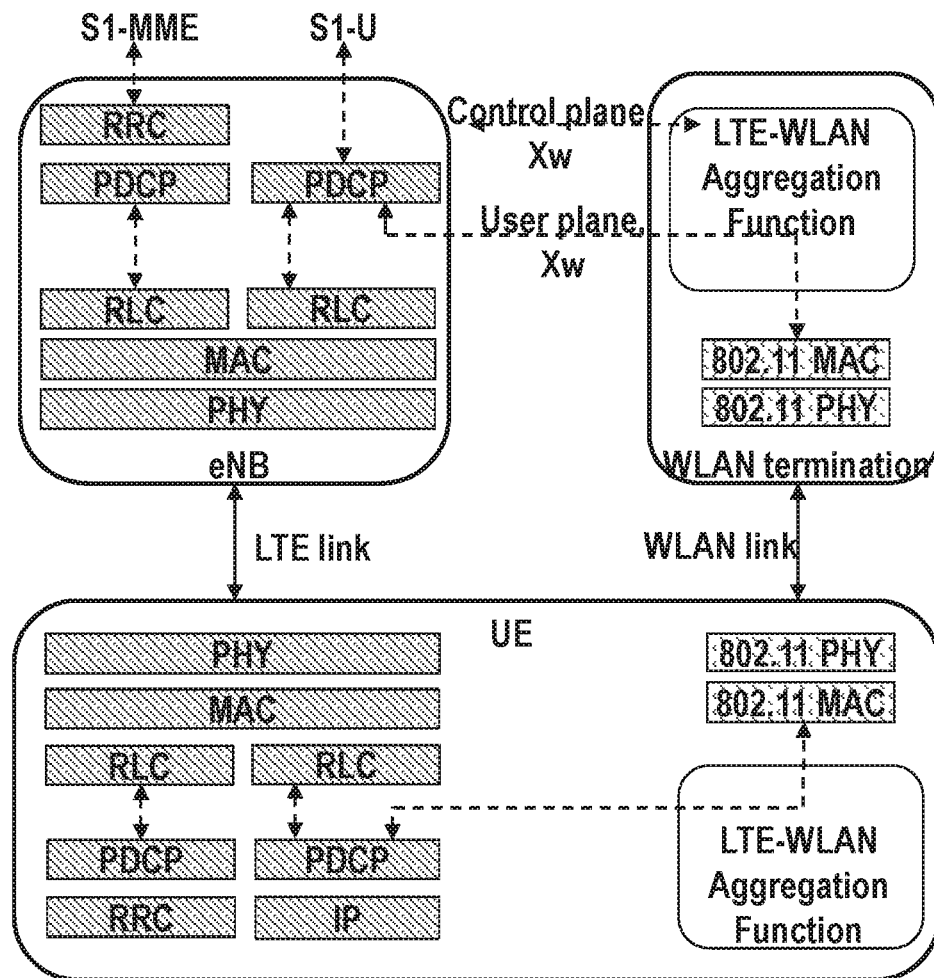 S1-MME
S1-U
RRC
PDCP
PDCP
RLC
RLC
MAC
PHY
eNB
Control plane
Xw
User plane
Xw
LTE-WLAN
Aggregation
Function
802.11 MAC
802.11 PHY
WLAN termination
LTE link
WLAN link
UE
PHY
MAC
RLC
RLC
PDCP
PDCP
RRC
IP
802.11 PHY
802.11 MAC
LTE-WLAN
Aggregation
Function